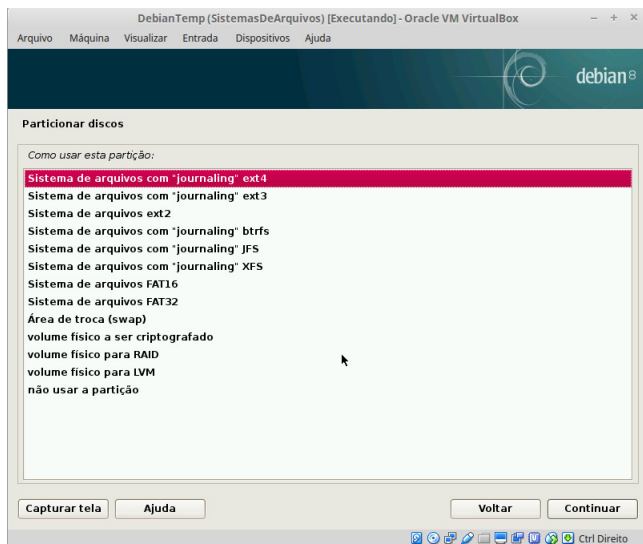 DebianTemp (SistemasDeArquivos) [Executando] - Oracle VM VirtualBox
Arquivo Máquina Visualizar Entrada Dispositivos Ajuda
debian 8
Particionar discos
Como usar esta partição:
Sistema de arquivos com "journaling" ext4
Sistema de arquivos com "journaling" ext3
Sistema de arquivos ext2
Sistema de arquivos com "journaling" btrfs
Sistema de arquivos com "journaling" JFS
Sistema de arquivos com "journaling" XFS
Sistema de arquivos FAT16
Sistema de arquivos FAT32
Área de troca (swap)
volume físico a ser criptografado
volume físico para RAID
volume físico para LVM
não usar a partição
Capturar tela Ajuda Voltar Continuar
Ctrl Direito